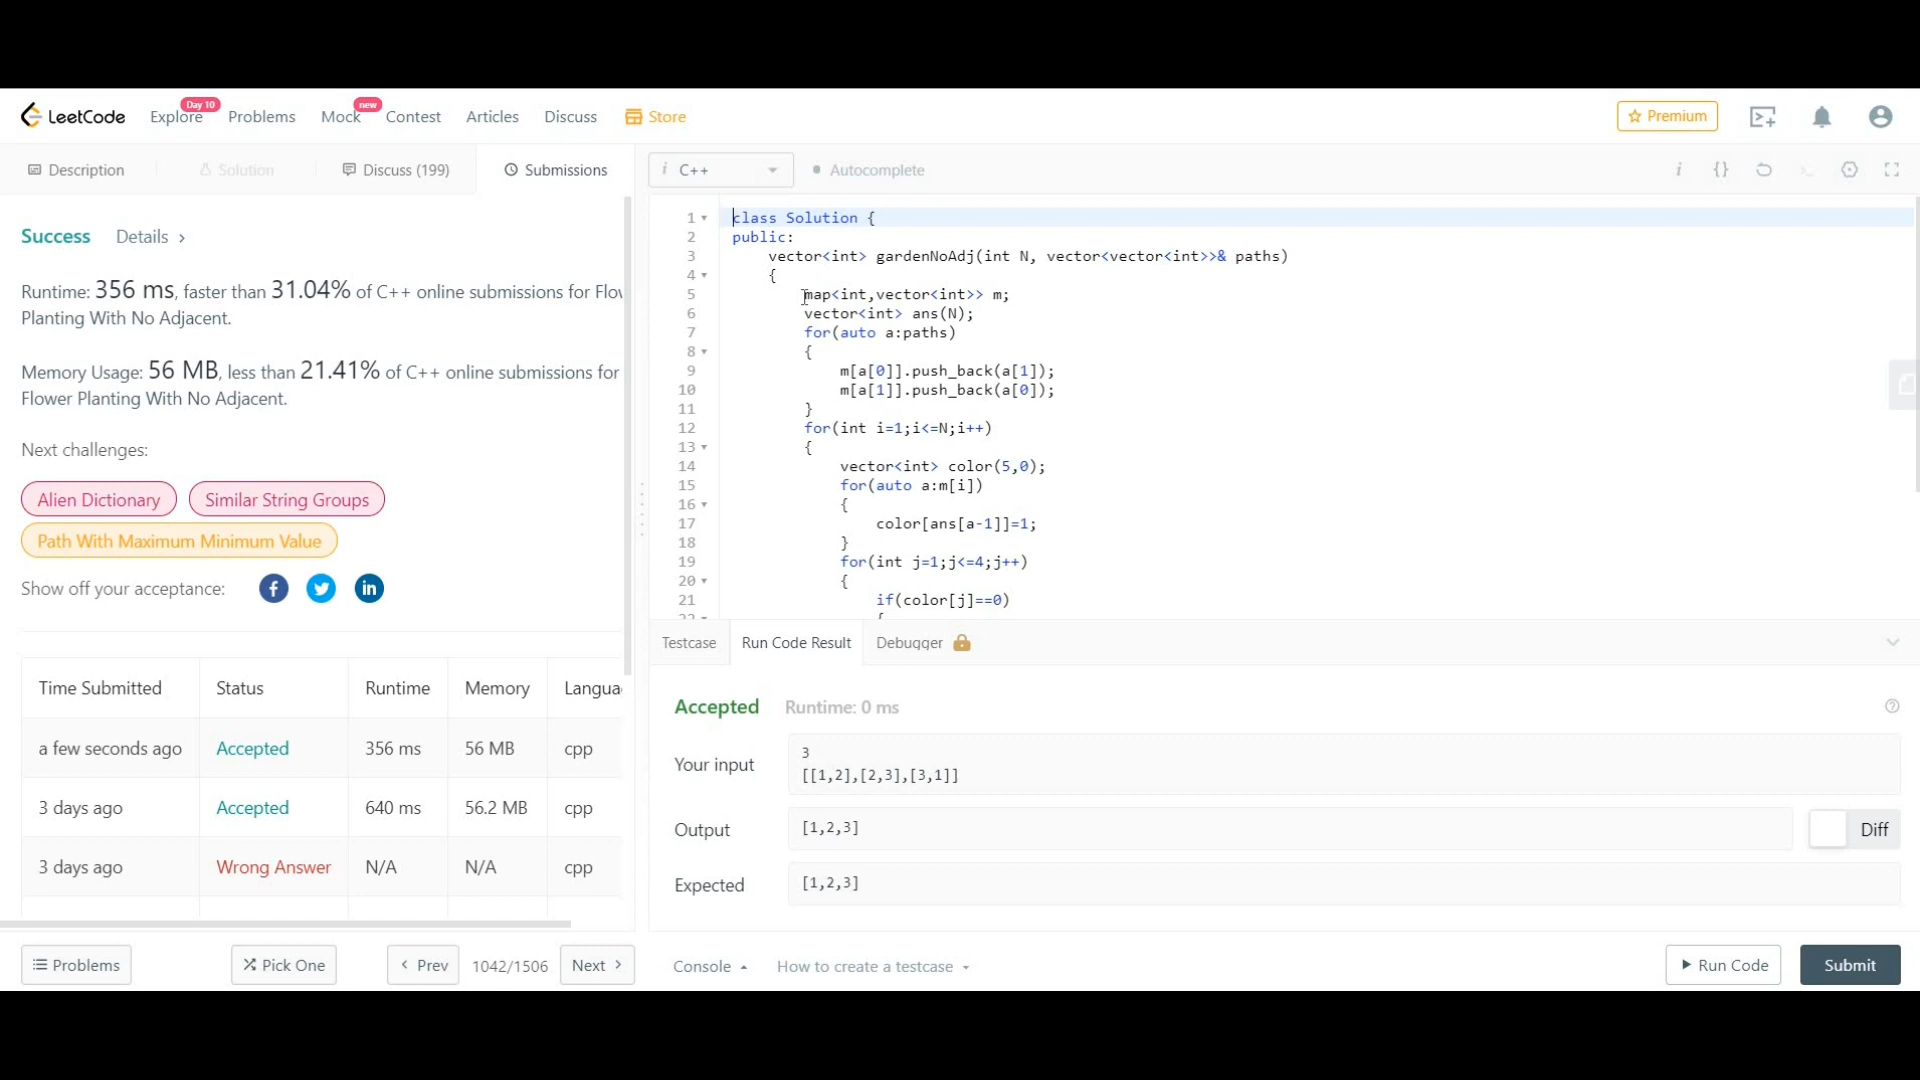 LeetCode
Explore
Day 10
Problems
Mock
new
Contest
Articles
Discuss
Store
Premium
Description
Solution
Discuss (199)
Submissions
i C++
Autocomplete
Success
Details >
Runtime: 356 ms, faster than 31.04% of C++ online submissions for Flov
Planting With No Adjacent.
Memory Usage: 56 MB, less than 21.41% of C++ online submissions for
Flower Planting With No Adjacent.
Next challenges:
Alien Dictionary
Similar String Groups
Path With Maximum Minimum Value
Show off your acceptance:
Time Submitted Status Runtime Memory Langua
a few seconds ago Accepted 356 ms 56 MB cpp
3 days ago Accepted 640 ms 56.2 MB cpp
3 days ago Wrong Answer N/A N/A cpp
Problems
Pick One
< Prev
1042/1506
Next >
1 class Solution {
2 public:
3 vector<int> gardenNoAdj(int N, vector<vector<int>>& paths)
4 {
5 map<int,vector<int>> m;
6 vector<int> ans(N);
7 for(auto a:paths)
8 {
9 m[a[0]].push_back(a[1]);
10 m[a[1]].push_back(a[0]);
11 }
12 for(int i=1;i<=N;i++)
13 {
14 vector<int> color(5,0);
15 for(auto a:m[i])
16 {
17 color[ans[a-1]]=1;
18 }
19 for(int j=1;j<=4;j++)
20 {
21 if(color[j]==0)
22 {
Testcase
Run Code Result
Debugger
Accepted
Runtime: 0 ms
Your input
3
[[1,2],[2,3],[3,1]]
Output
[1,2,3]
Diff
Expected
[1,2,3]
Console
How to create a testcase
Run Code
Submit